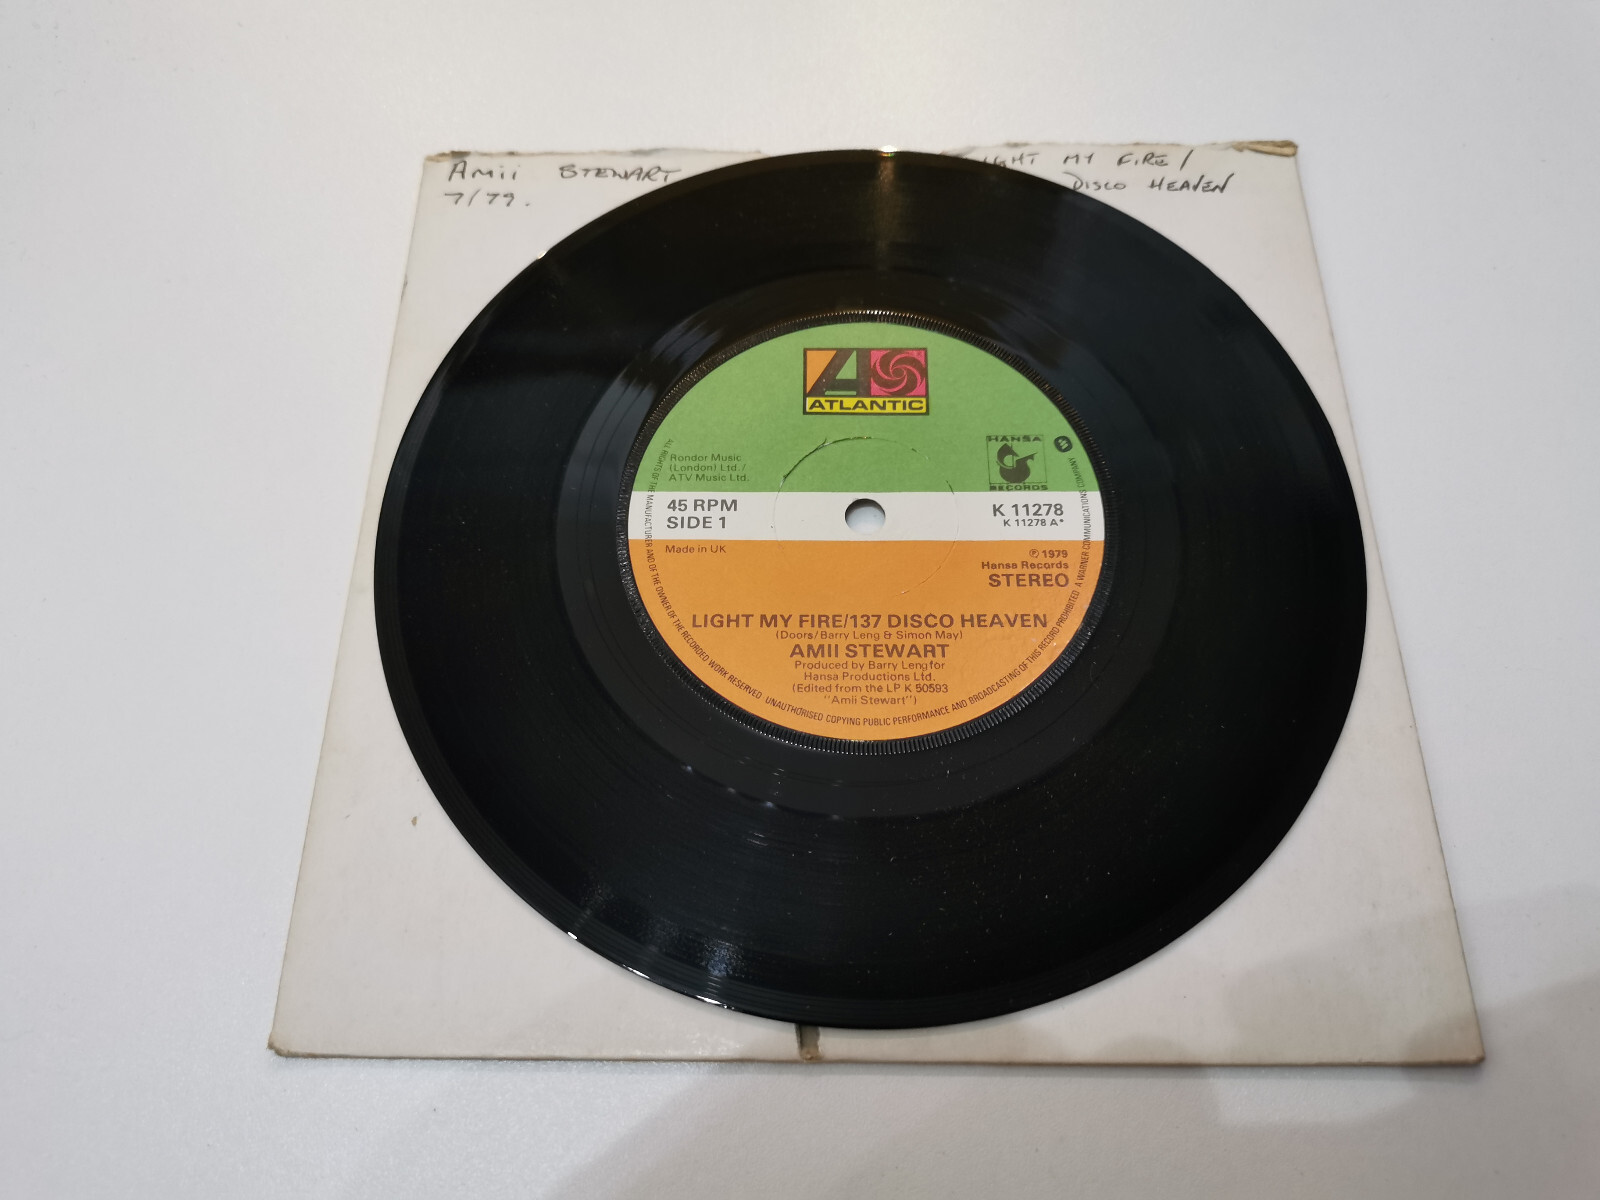 AMii STEWART
7/79.
LIGHT MY FIRE/
DISCO HEAVEN
ATLANTIC
HANSA
RECORDS
Rondor Music
(London) Ltd./
ATV Music Ltd.
45 RPM
SIDE 1
K 11278
K 11278 A*
Made in UK
℗ 1979
Hansa Records
STEREO
LIGHT MY FIRE/137 DISCO HEAVEN
(Doors/Barry Leng & Simon May)
AMII STEWART
Produced by Barry Leng for
Hansa Productions Ltd.
(Edited from the LP K 50593
"Amii Stewart")
ALL RIGHTS OF THE MANUFACTURER AND OF THE OWNER OF THE RECORDED WORK RESERVED UNAUTHORISED COPYING PUBLIC PERFORMANCE AND BROADCASTING OF THIS RECORD PROHIBITED A WARNER COMMUNICATIONS COMPANY